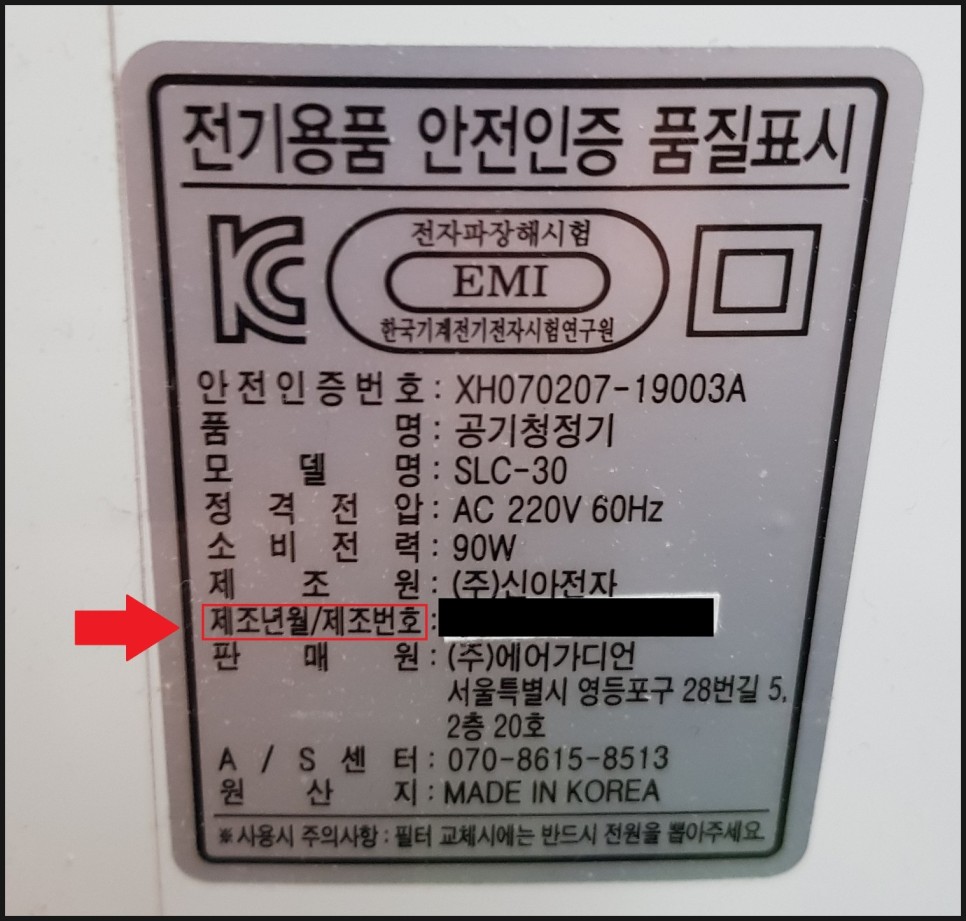 전기용품 안전인증 품질표시
KC
전자파장해시험
EMI
한국기계전기전자시험연구원
안전인증번호 : XH070207-19003A
품 명 : 공기청정기
모 델 명 : SLC-30
정 격 전 압 : AC 220V 60Hz
소 비 전 력 : 90W
제 조 원 : (주)신아전자
제조년월/제조번호 :
판 매 원 : (주)에어가디언
서울특별시 영등포구 28번길 5,
2층 20호
A / S 센 터 : 070-8615-8513
원 산 지 : MADE IN KOREA
※사용시 주의사항 : 필터 교체시에는 반드시 전원을 뽑아주세요.